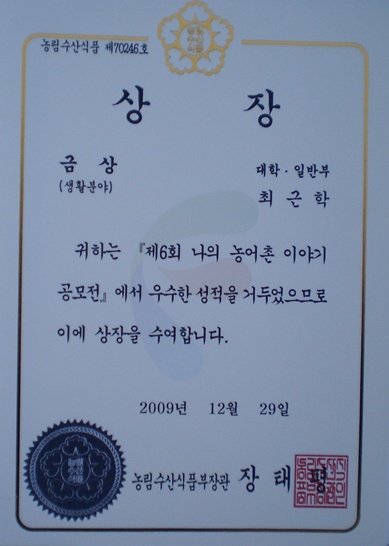 농림수산식품 제70246호
상 장
금 상 대학·일반부
(생활분야) 최 근 학
귀하는 『제6회 나의 농어촌 이야기
공모전』에서 우수한 성적을 거두었으므로
이에 상장을 수여합니다.
2009년 12월 29일
농림수산식품부장관 장 태 평